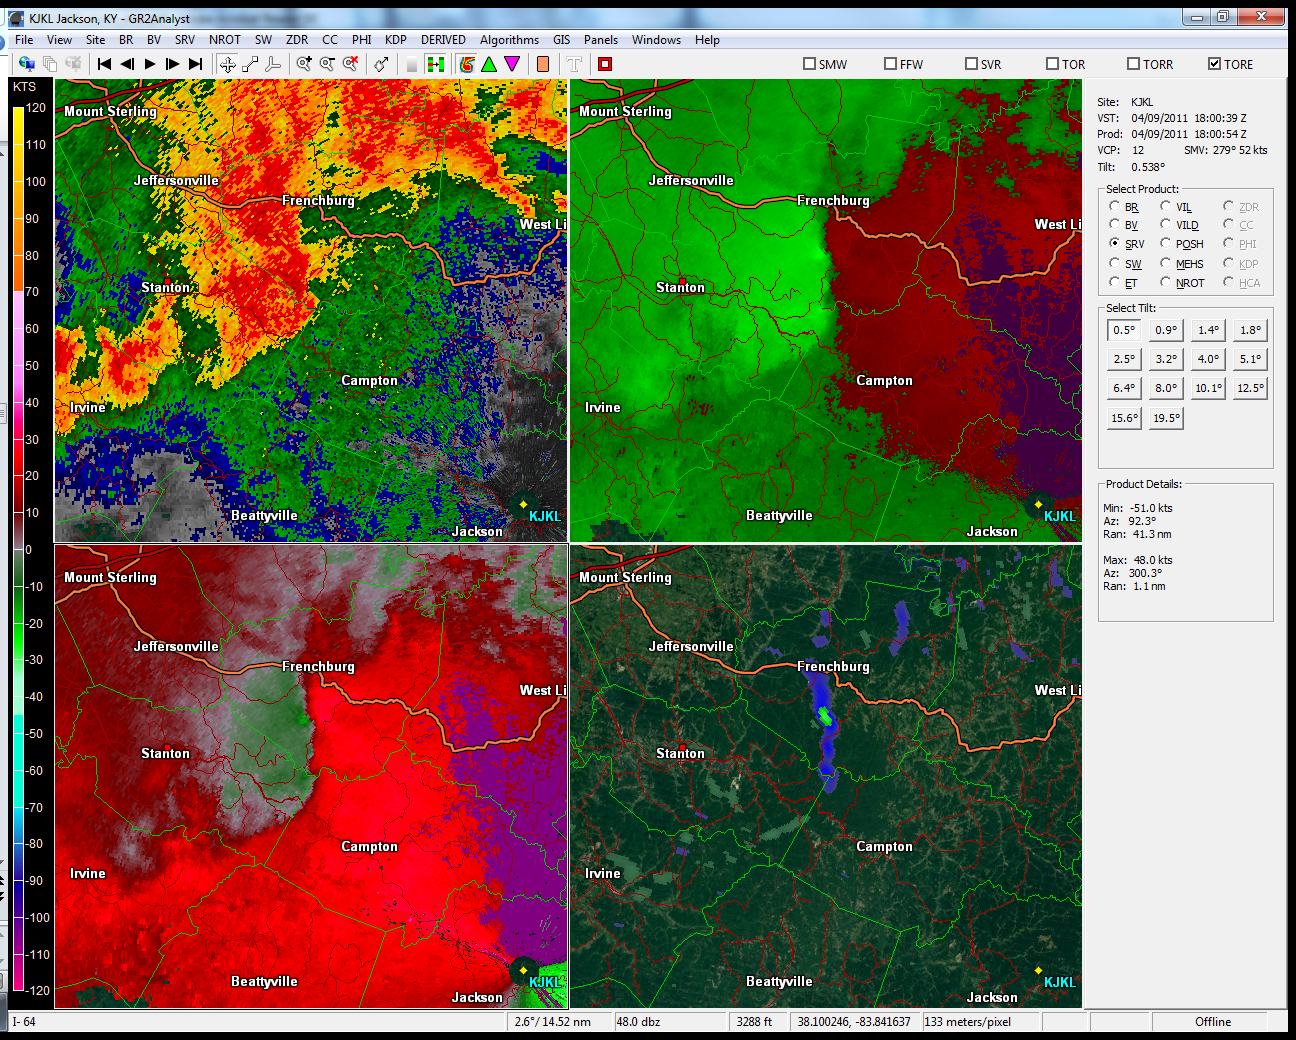 KJKL Jackson, KY - GR2Analyst
File View Site BR BV SRV NROT SW ZDR CC PHI KDP DERIVED Algorithms GIS Panels Windows Help
SMW FFW SVR TOR TORR TORE
KTS
120
110
100
90
80
70
60
50
40
30
20
10
0
-10
-20
-30
-40
-50
-60
-70
-80
-90
-100
-110
-120
Mount Sterling
Jeffersonville
Frenchburg
West Li
Stanton
Campton
Irvine
Beattyville
KJKL
Jackson
Mount Sterling
Jeffersonville
Frenchburg
West Li
Stanton
Campton
Irvine
Beattyville
KJKL
Jackson
Mount Sterling
Jeffersonville
Frenchburg
West Li
Stanton
Campton
Irvine
Beattyville
KJKL
Jackson
Mount Sterling
Jeffersonville
Frenchburg
West Li
Stanton
Campton
Irvine
Beattyville
KJKL
Jackson
Site: KJKL
VST: 04/09/2011 18:00:39 Z
Prod: 04/09/2011 18:00:54 Z
VCP: 12 SMV: 279° 52 kts
Tilt: 0.538°
Select Product:
BR VIL ZDR
BV VILD CC
SRV POSH PHI
SW MEHS KDP
ET NROT HCA
Select Tilt:
0.5° 0.9° 1.4° 1.8°
2.5° 3.2° 4.0° 5.1°
6.4° 8.0° 10.1° 12.5°
15.6° 19.5°
Product Details:
Min: -51.0 kts
Az: 92.3°
Ran: 41.3 nm
Max: 48.0 kts
Az: 300.3°
Ran: 1.1 nm
I- 64
2.6°/ 14.52 nm
48.0 dbz
3288 ft
38.100246, -83.841637
133 meters/pixel
Offline